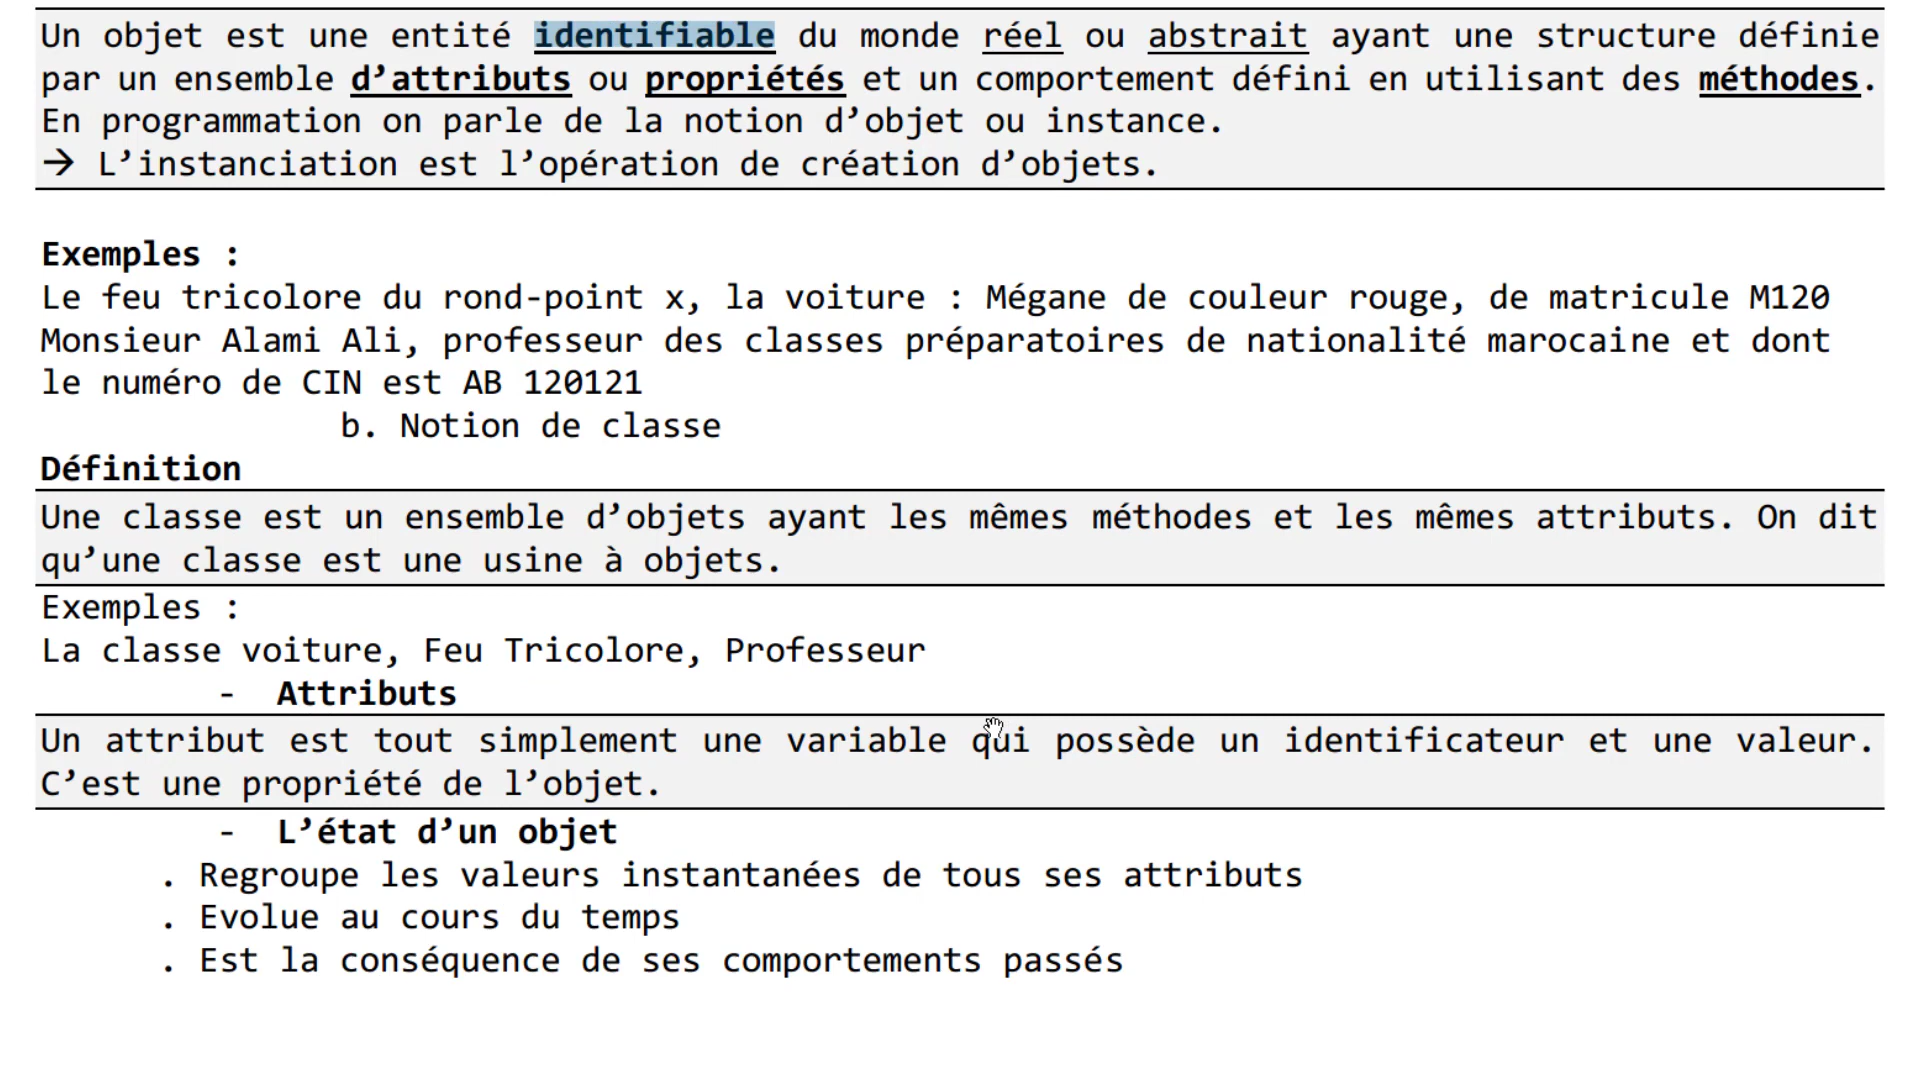 Un objet est une entité identifiable du monde réel ou abstrait ayant une structure définie
par un ensemble d’attributs ou propriétés et un comportement défini en utilisant des méthodes.
En programmation on parle de la notion d’objet ou instance.
→ L’instanciation est l’opération de création d’objets.
Exemples :
Le feu tricolore du rond-point x, la voiture : Mégane de couleur rouge, de matricule M120
Monsieur Alami Ali, professeur des classes préparatoires de nationalité marocaine et dont
le numéro de CIN est AB 120121
b. Notion de classe
Définition
Une classe est un ensemble d’objets ayant les mêmes méthodes et les mêmes attributs. On dit
qu’une classe est une usine à objets.
Exemples :
La classe voiture, Feu Tricolore, Professeur
- Attributs
Un attribut est tout simplement une variable qui possède un identificateur et une valeur.
C’est une propriété de l’objet.
- L’état d’un objet
. Regroupe les valeurs instantanées de tous ses attributs
. Evolue au cours du temps
. Est la conséquence de ses comportements passés